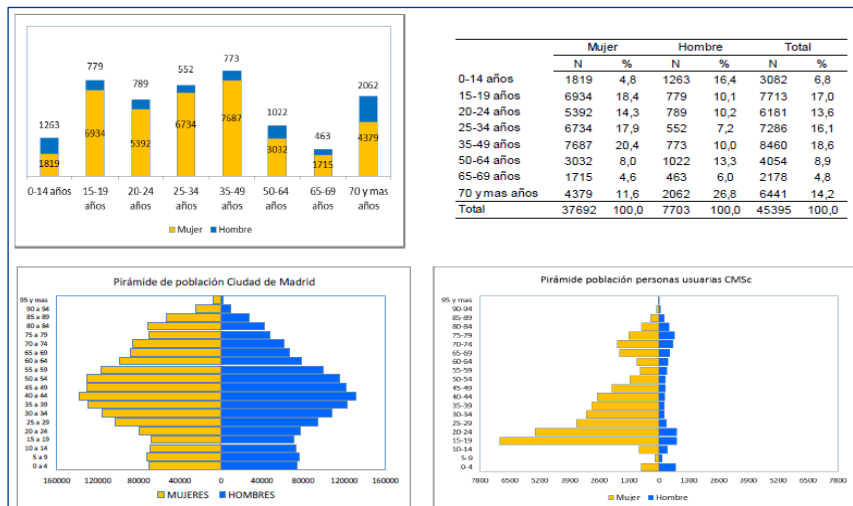 779
789
552
773
2062
1263
1022
463
6934
5392
6734
7687
4379
1819
3032
1715
0-14 años
15-19 años
20-24 años
25-34 años
35-49 años
50-64 años
65-69 años
70 y mas años
Mujer Hombre
Mujer Hombre Total
N % N % N %
0-14 años 1819 4,8 1263 16,4 3082 6,8
15-19 años 6934 18,4 779 10,1 7713 17,0
20-24 años 5392 14,3 789 10,2 6181 13,6
25-34 años 6734 17,9 552 7,2 7286 16,1
35-49 años 7687 20,4 773 10,0 8460 18,6
50-64 años 3032 8,0 1022 13,3 4054 8,9
65-69 años 1715 4,6 463 6,0 2178 4,8
70 y mas años 4379 11,6 2062 26,8 6441 14,2
Total 37692 100,0 7703 100,0 45395 100,0
Pirámide de población Ciudad de Madrid
95 y mas
90 a 94
85 a 89
80 a 84
75 a 79
70 a 74
65 a 69
60 a 64
55 a 59
50 a 54
45 a 49
40 a 44
35 a 39
30 a 34
25 a 29
20 a 24
15 a 19
10 a 14
5 a 9
0 a 4
160000 120000 80000 40000 0 40000 80000 120000 160000
MUJERES HOMBRES
Pirámide población personas usuarias CMSc
95 y mas
90-94
85-89
80-84
75-79
70-74
65-69
60-64
55-59
50-54
45-49
40-44
35-39
30-34
25-29
20-24
15-19
10-14
5-9
0-4
7800 6500 5200 3900 2600 1300 0 1300 2600 3900 5200 6500 7800
Mujer Hombre